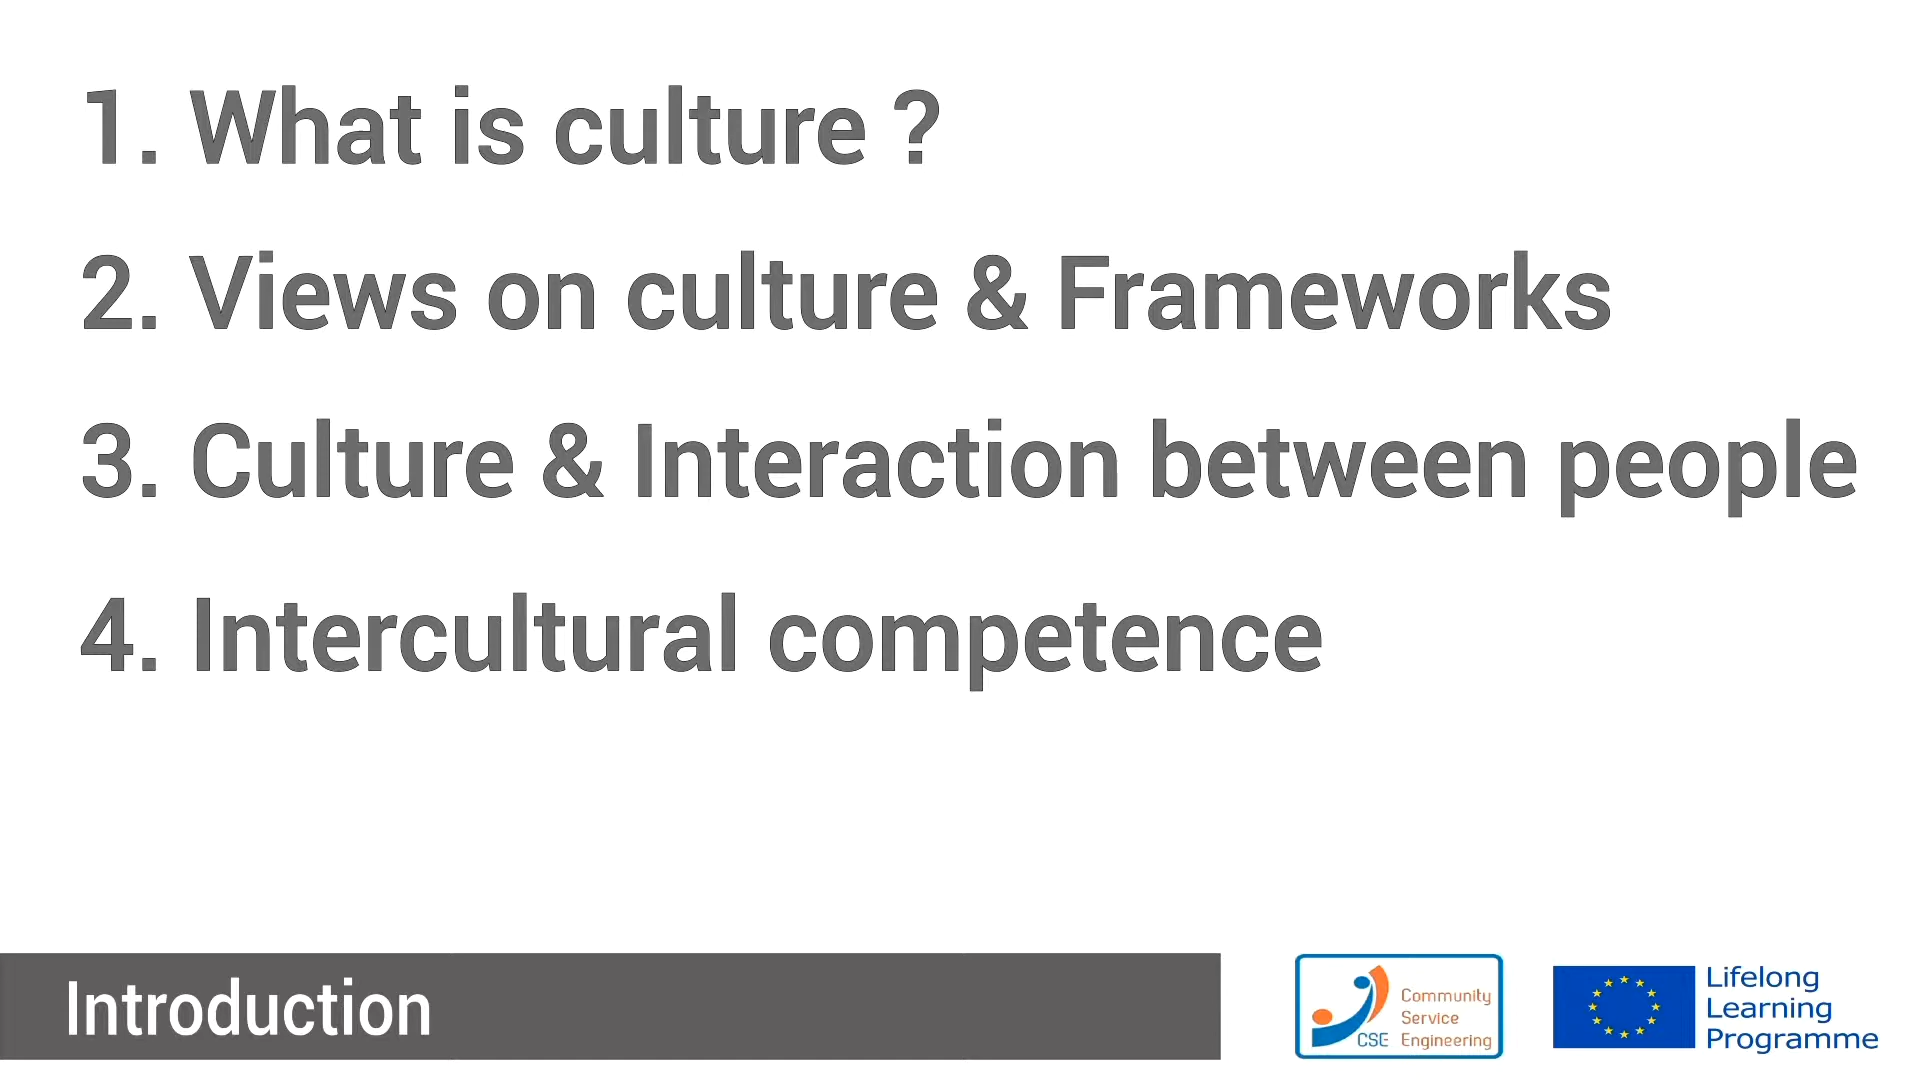 1. What is culture ?
2. Views on culture & Frameworks
3. Culture & Interaction between people
4. Intercultural competence
Introduction
Community
Service
CSE Engineering
Lifelong
Learning
Programme